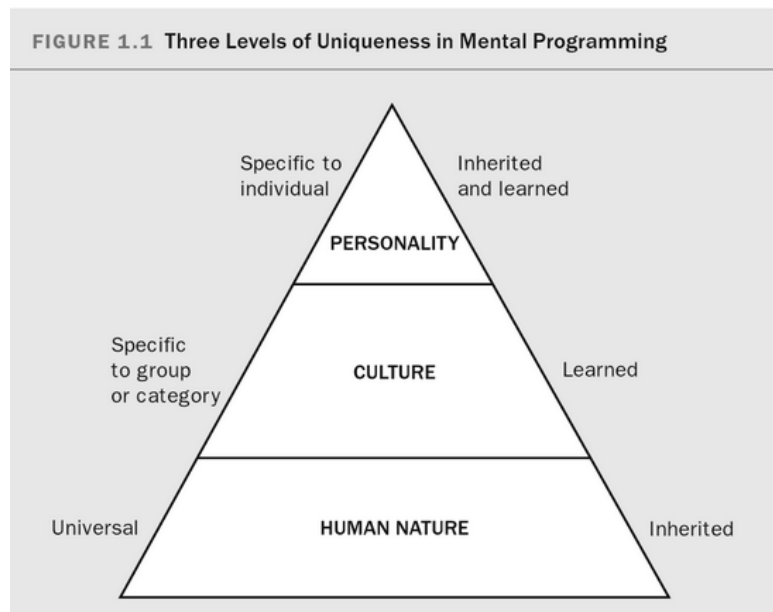 FIGURE 1.1 Three Levels of Uniqueness in Mental Programming
Specific to
individual
Inherited
and learned
PERSONALITY
Specific
to group
or category
CULTURE
Learned
Universal
HUMAN NATURE
Inherited